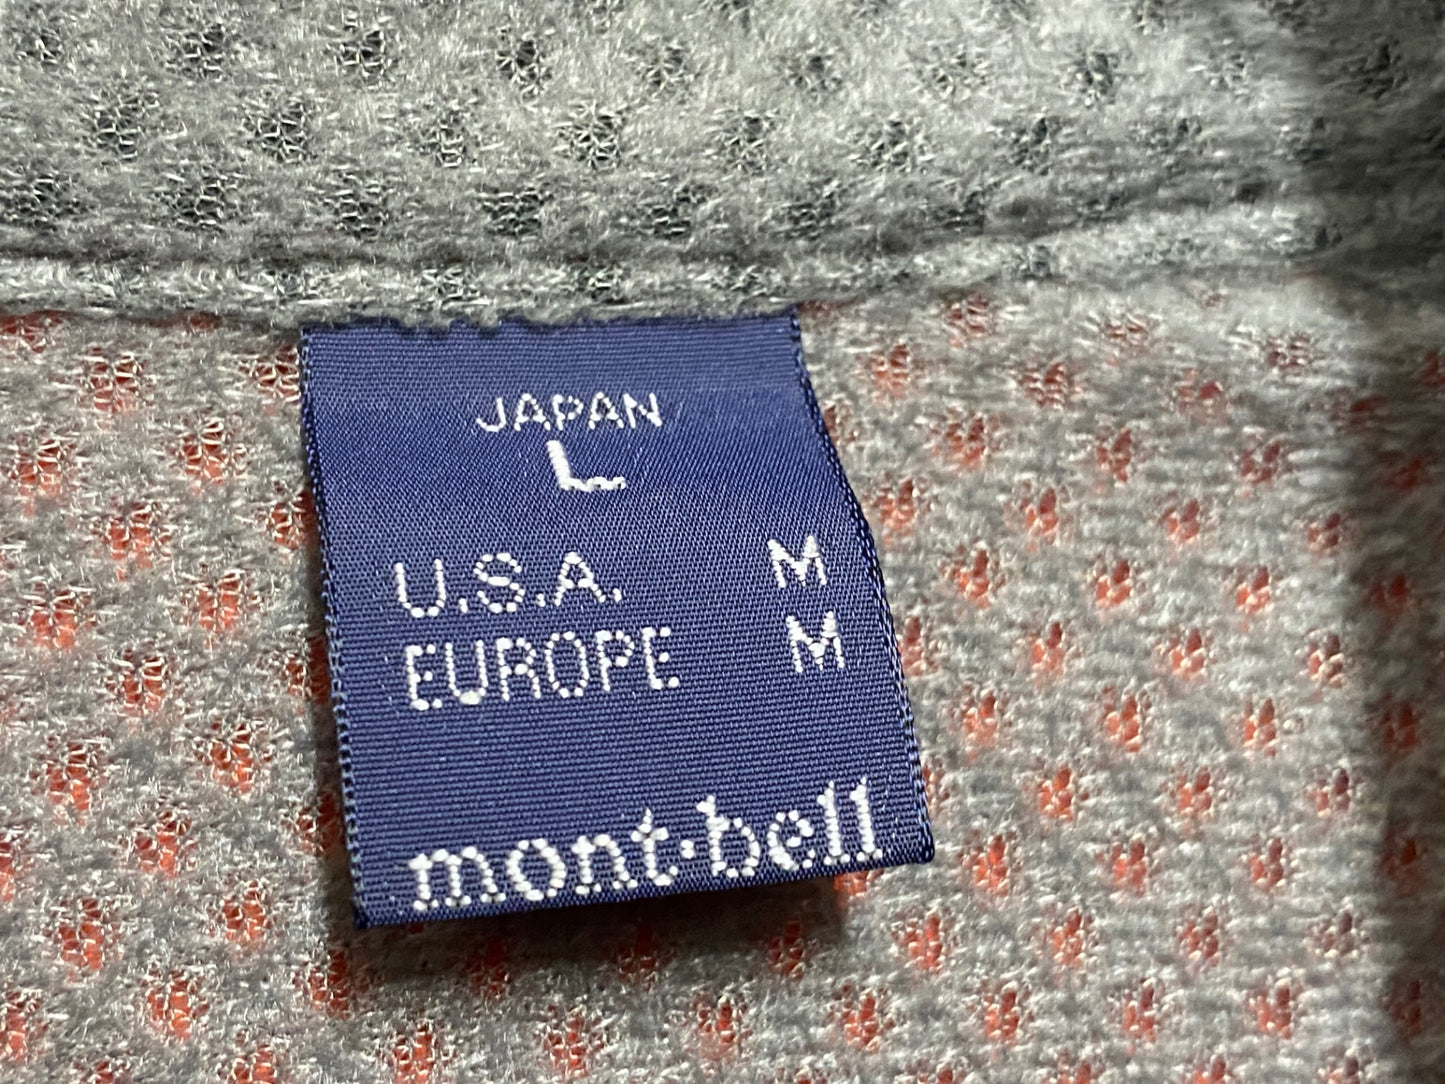 JAPAN
L
U.S.A. M
EUROPE M
mont·bell